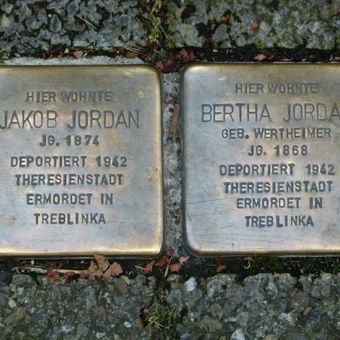 HIER WOHNTE
JAKOB JORDAN
JG. 1874
DEPORTIERT 1942
THERESIENSTADT
ERMORDET IN
TREBLINKA
HIER WOHNTE
BERTHA JORDA
GEB. WERTHEIMER
JG. 1868
DEPORTIERT 1942
THERESIENSTADT
ERMORDET IN
TREBLINKA